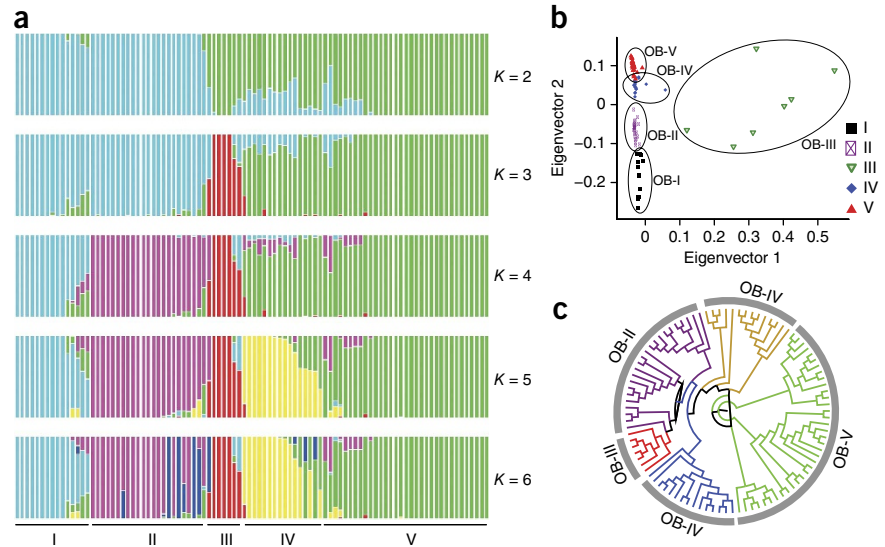 a
K = 2
K = 3
K = 4
K = 5
K = 6
I II III IV V
b
Eigenvector 2
0.1
0
−0.1
−0.2
0 0.1 0.2 0.3 0.4 0.5
Eigenvector 1
OB-V
OB-IV
OB-II
OB-III
OB-I
I
II
III
IV
V
c
OB-IV
OB-II
OB-V
OB-III
OB-IV